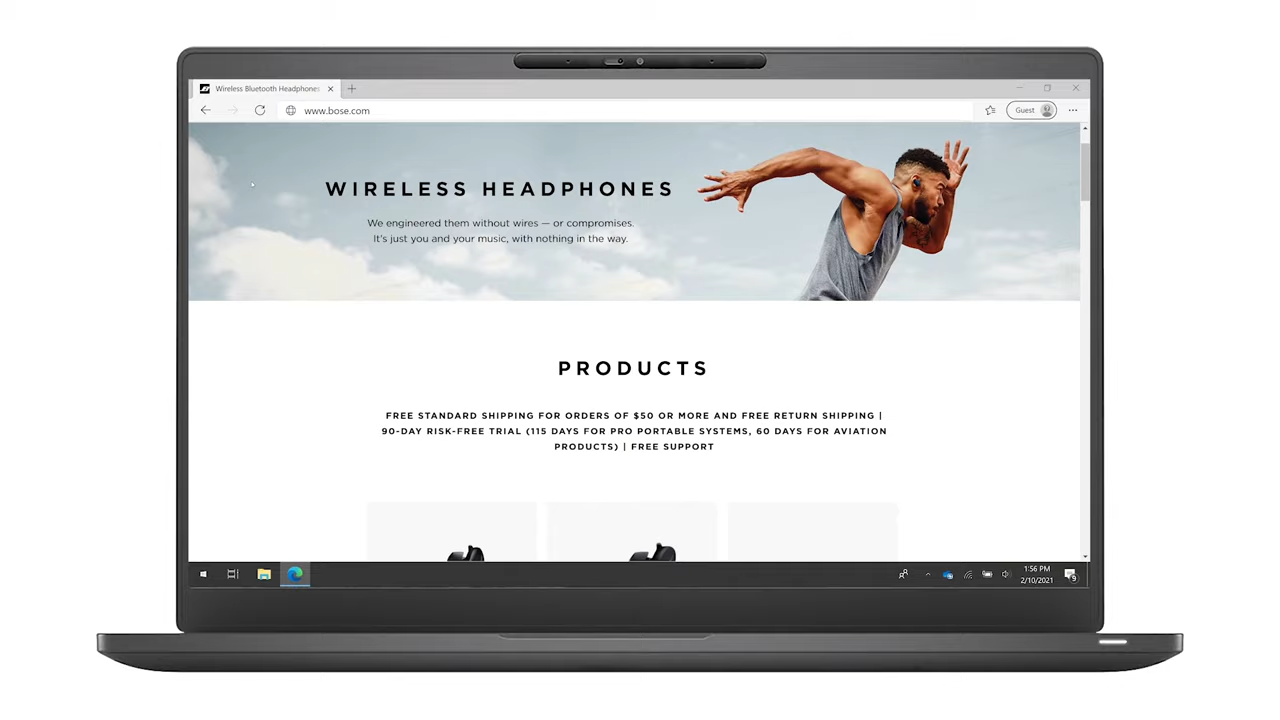 Wireless Bluetooth Headphones
www.bose.com
Guest
WIRELESS HEADPHONES
We engineered them without wires — or compromises.
It's just you and your music, with nothing in the way.
PRODUCTS
FREE STANDARD SHIPPING FOR ORDERS OF $50 OR MORE AND FREE RETURN SHIPPING |
90-DAY RISK-FREE TRIAL (115 DAYS FOR PRO PORTABLE SYSTEMS, 60 DAYS FOR AVIATION
PRODUCTS) | FREE SUPPORT
1:56 PM
2/10/2021
9